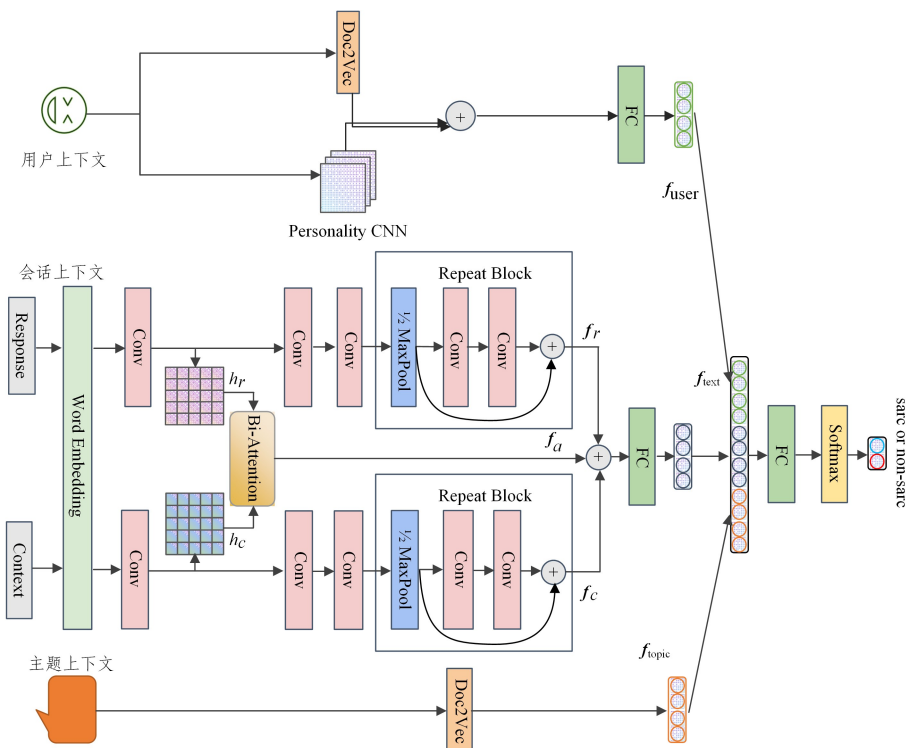 Doc2Vec
用户上下文
+
FC
f_user
Personality CNN
会话上下文
Response
Word Embedding
Conv
h_r
Conv
Conv
Repeat Block
½ MaxPool
Conv
Conv
+
f_r
Bi-Attention
f_a
+
FC
f_text
FC
Softmax
sarc or non-sarc
Context
Conv
h_c
Conv
Conv
Repeat Block
½ MaxPool
Conv
Conv
+
f_c
主题上下文
Doc2Vec
f_topic